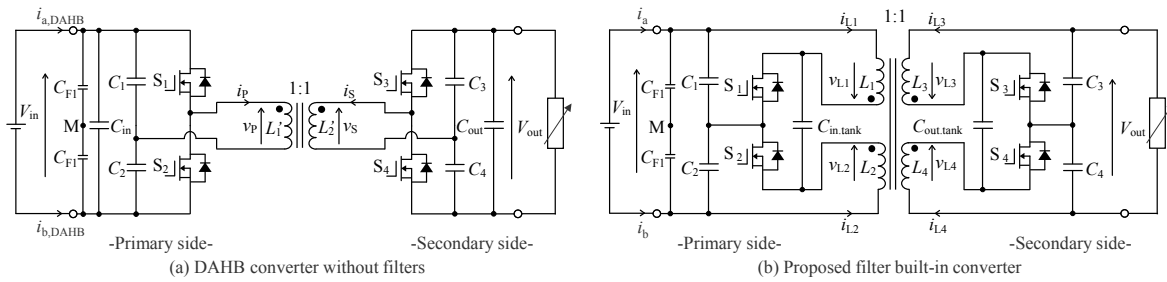 i_a,DAHB
V_in
C_F1
M
C_F1
C_in
i_b,DAHB
C_1
C_2
S_1
S_2
i_P
1:1
i_S
v_P
L_1'
L_2'
v_S
S_3
S_4
C_3
C_4
C_out
V_out
-Primary side-
-Secondary side-
(a) DAHB converter without filters
i_a
V_in
C_F1
M
C_F1
i_b
C_1
C_2
S_1
S_2
C_in.tank
i_L1
1:1
i_L3
v_L1
L_1
L_3
v_L3
v_L2
L_2
L_4
v_L4
i_L2
i_L4
C_out.tank
S_3
S_4
C_3
C_4
V_out
-Primary side-
-Secondary side-
(b) Proposed filter built-in converter